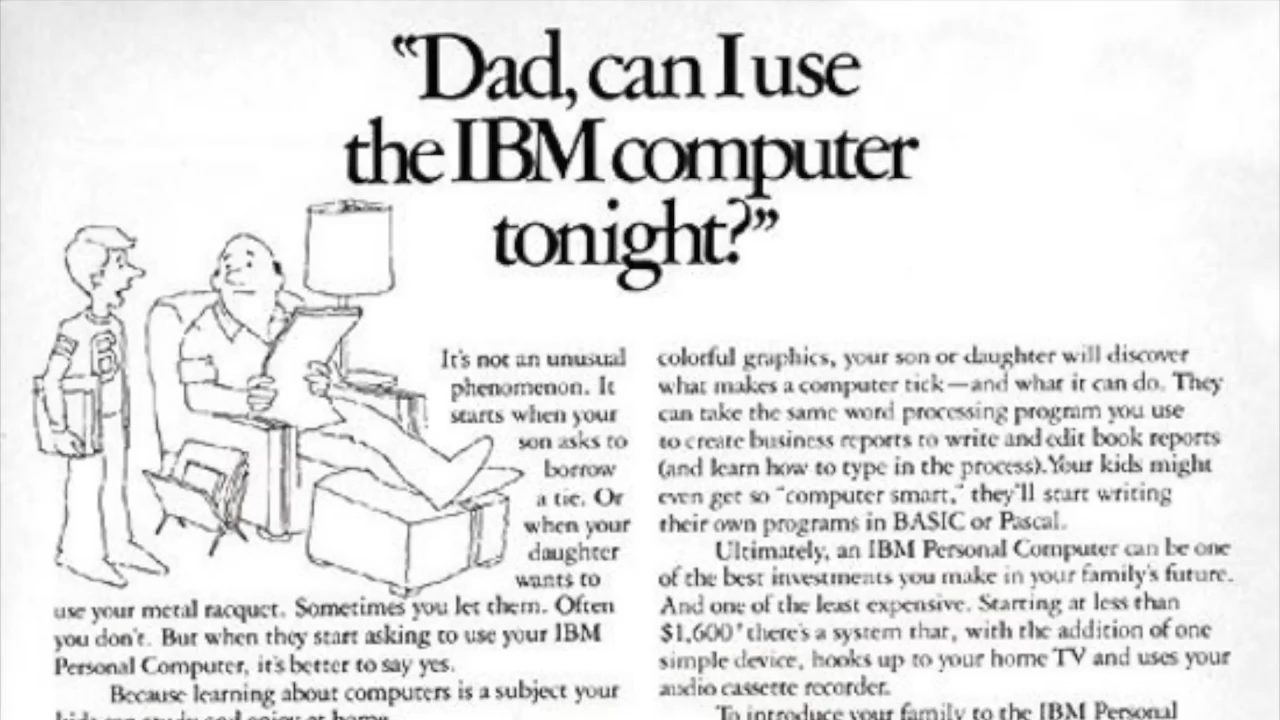 “Dad, can I use
the IBM computer
tonight?”
B
It's not an unusual
phenomenon. It
starts when your
son asks to
borrow
a tie. Or
when your
daughter
wants to
use your metal racquet. Sometimes you let them. Often
you don't. But when they start asking to use your IBM
Personal Computer, it's better to say yes.
Because learning about computers is a subject your
kids can study and enjoy at home.
colorful graphics, your son or daughter will discover
what makes a computer tick—and what it can do. They
can take the same word processing program you use
to create business reports to write and edit book reports
(and learn how to type in the process). Your kids might
even get so “computer smart,” they'll start writing
their own programs in BASIC or Pascal.
Ultimately, an IBM Personal Computer can be one
of the best investments you make in your family's future.
And one of the least expensive. Starting at less than
$1,600* there's a system that, with the addition of one
simple device, hooks up to your home TV and uses your
audio cassette recorder.
To introduce your family to the IBM Personal